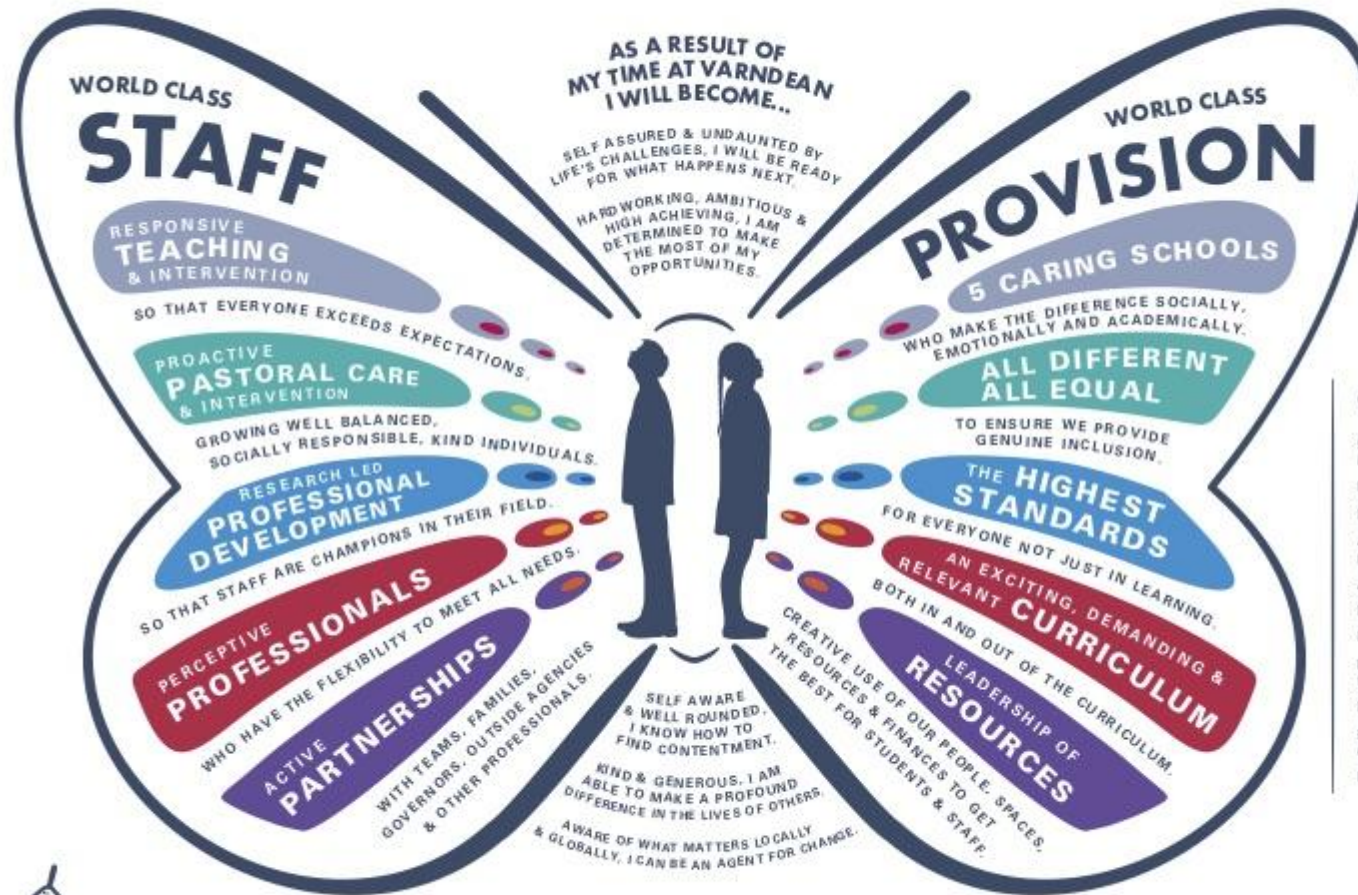 WORLD CLASS
STAFF
RESPONSIVE
TEACHING
& INTERVENTION
SO THAT EVERYONE EXCEEDS EXPECTATIONS.
PROACTIVE
PASTORAL CARE
& INTERVENTION
GROWING WELL BALANCED,
SOCIALLY RESPONSIBLE, KIND INDIVIDUALS.
RESEARCH LED
PROFESSIONAL
DEVELOPMENT
SO THAT STAFF ARE CHAMPIONS IN THEIR FIELD.
PERCEPTIVE
PROFESSIONALS
WHO HAVE THE FLEXIBILITY TO MEET ALL NEEDS.
ACTIVE
PARTNERSHIPS
WITH TEAMS, FAMILIES,
GOVERNORS, OUTSIDE AGENCIES
& OTHER PROFESSIONALS.
AS A RESULT OF
MY TIME AT VARNDEAN
I WILL BECOME...
SELF ASSURED & UNDAUNTED BY
LIFE'S CHALLENGES, I WILL BE READY
FOR WHAT HAPPENS NEXT.
HARDWORKING, AMBITIOUS &
HIGH ACHIEVING, I AM
DETERMINED TO MAKE
THE MOST OF MY
OPPORTUNITIES.
SELF AWARE
& WELL ROUNDED,
I KNOW HOW TO
FIND CONTENTMENT.
KIND & GENEROUS, I AM
ABLE TO MAKE A PROFOUND
DIFFERENCE IN THE LIVES OF OTHERS.
AWARE OF WHAT MATTERS LOCALLY
& GLOBALLY, I CAN BE AN AGENT FOR CHANGE.
WORLD CLASS
PROVISION
5 CARING SCHOOLS
WHO MAKE THE DIFFERENCE SOCIALLY,
EMOTIONALLY AND ACADEMICALLY.
ALL DIFFERENT
ALL EQUAL
TO ENSURE WE PROVIDE
GENUINE INCLUSION.
THE HIGHEST
STANDARDS
FOR EVERYONE NOT JUST IN LEARNING.
AN EXCITING, DEMANDING &
RELEVANT CURRICULUM
BOTH IN AND OUT OF THE CURRICULUM.
LEADERSHIP OF
RESOURCES
CREATIVE USE OF OUR PEOPLE, SPACES,
RESOURCES & FINANCES TO GET
THE BEST FOR STUDENTS & STAFF.